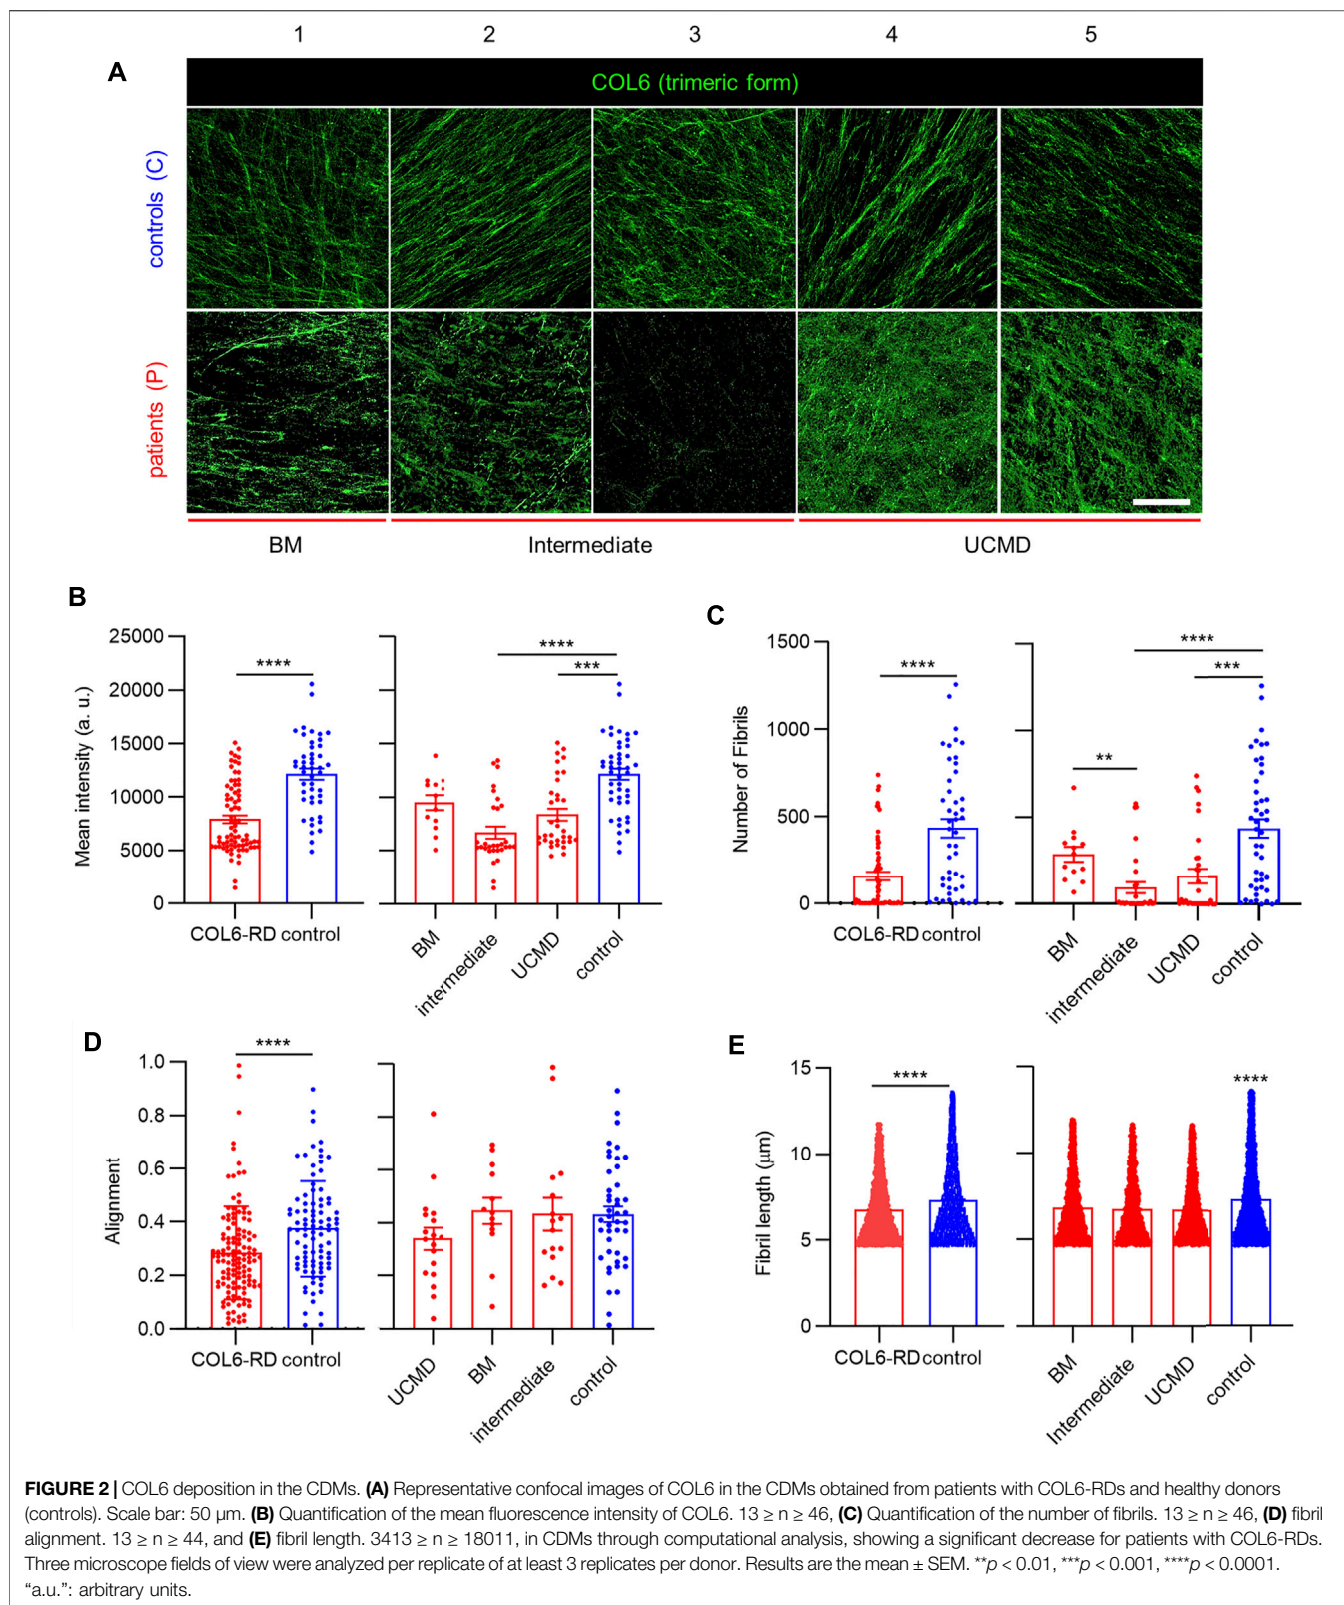 1 2 3 4 5
A
COL6 (trimeric form)
controls (C)
patients (P)
BM Intermediate UCMD
B
Mean intensity (a. u.)
25000
20000
15000
10000
5000
0
****
COL6-RD control
****
***
BM intermediate UCMD control
C
Number of Fibrils
1500
1000
500
0
****
COL6-RD control
****
***
**
BM intermediate UCMD control
D
Alignment
1.0
0.8
0.6
0.4
0.2
0.0
****
COL6-RD control
UCMD BM intermediate control
E
Fibril length (µm)
15
10
5
0
****
COL6-RD control
****
BM Intermediate UCMD control
FIGURE 2 | COL6 deposition in the CDMs. (A) Representative confocal images of COL6 in the CDMs obtained from patients with COL6-RDs and healthy donors
(controls). Scale bar: 50 µm. (B) Quantification of the mean fluorescence intensity of COL6. 13 ≥ n ≥ 46, (C) Quantification of the number of fibrils. 13 ≥ n ≥ 46, (D) fibril
alignment. 13 ≥ n ≥ 44, and (E) fibril length. 3413 ≥ n ≥ 18011, in CDMs through computational analysis, showing a significant decrease for patients with COL6-RDs.
Three microscope fields of view were analyzed per replicate of at least 3 replicates per donor. Results are the mean ± SEM. **p < 0.01, ***p < 0.001, ****p < 0.0001.
“a.u.”: arbitrary units.